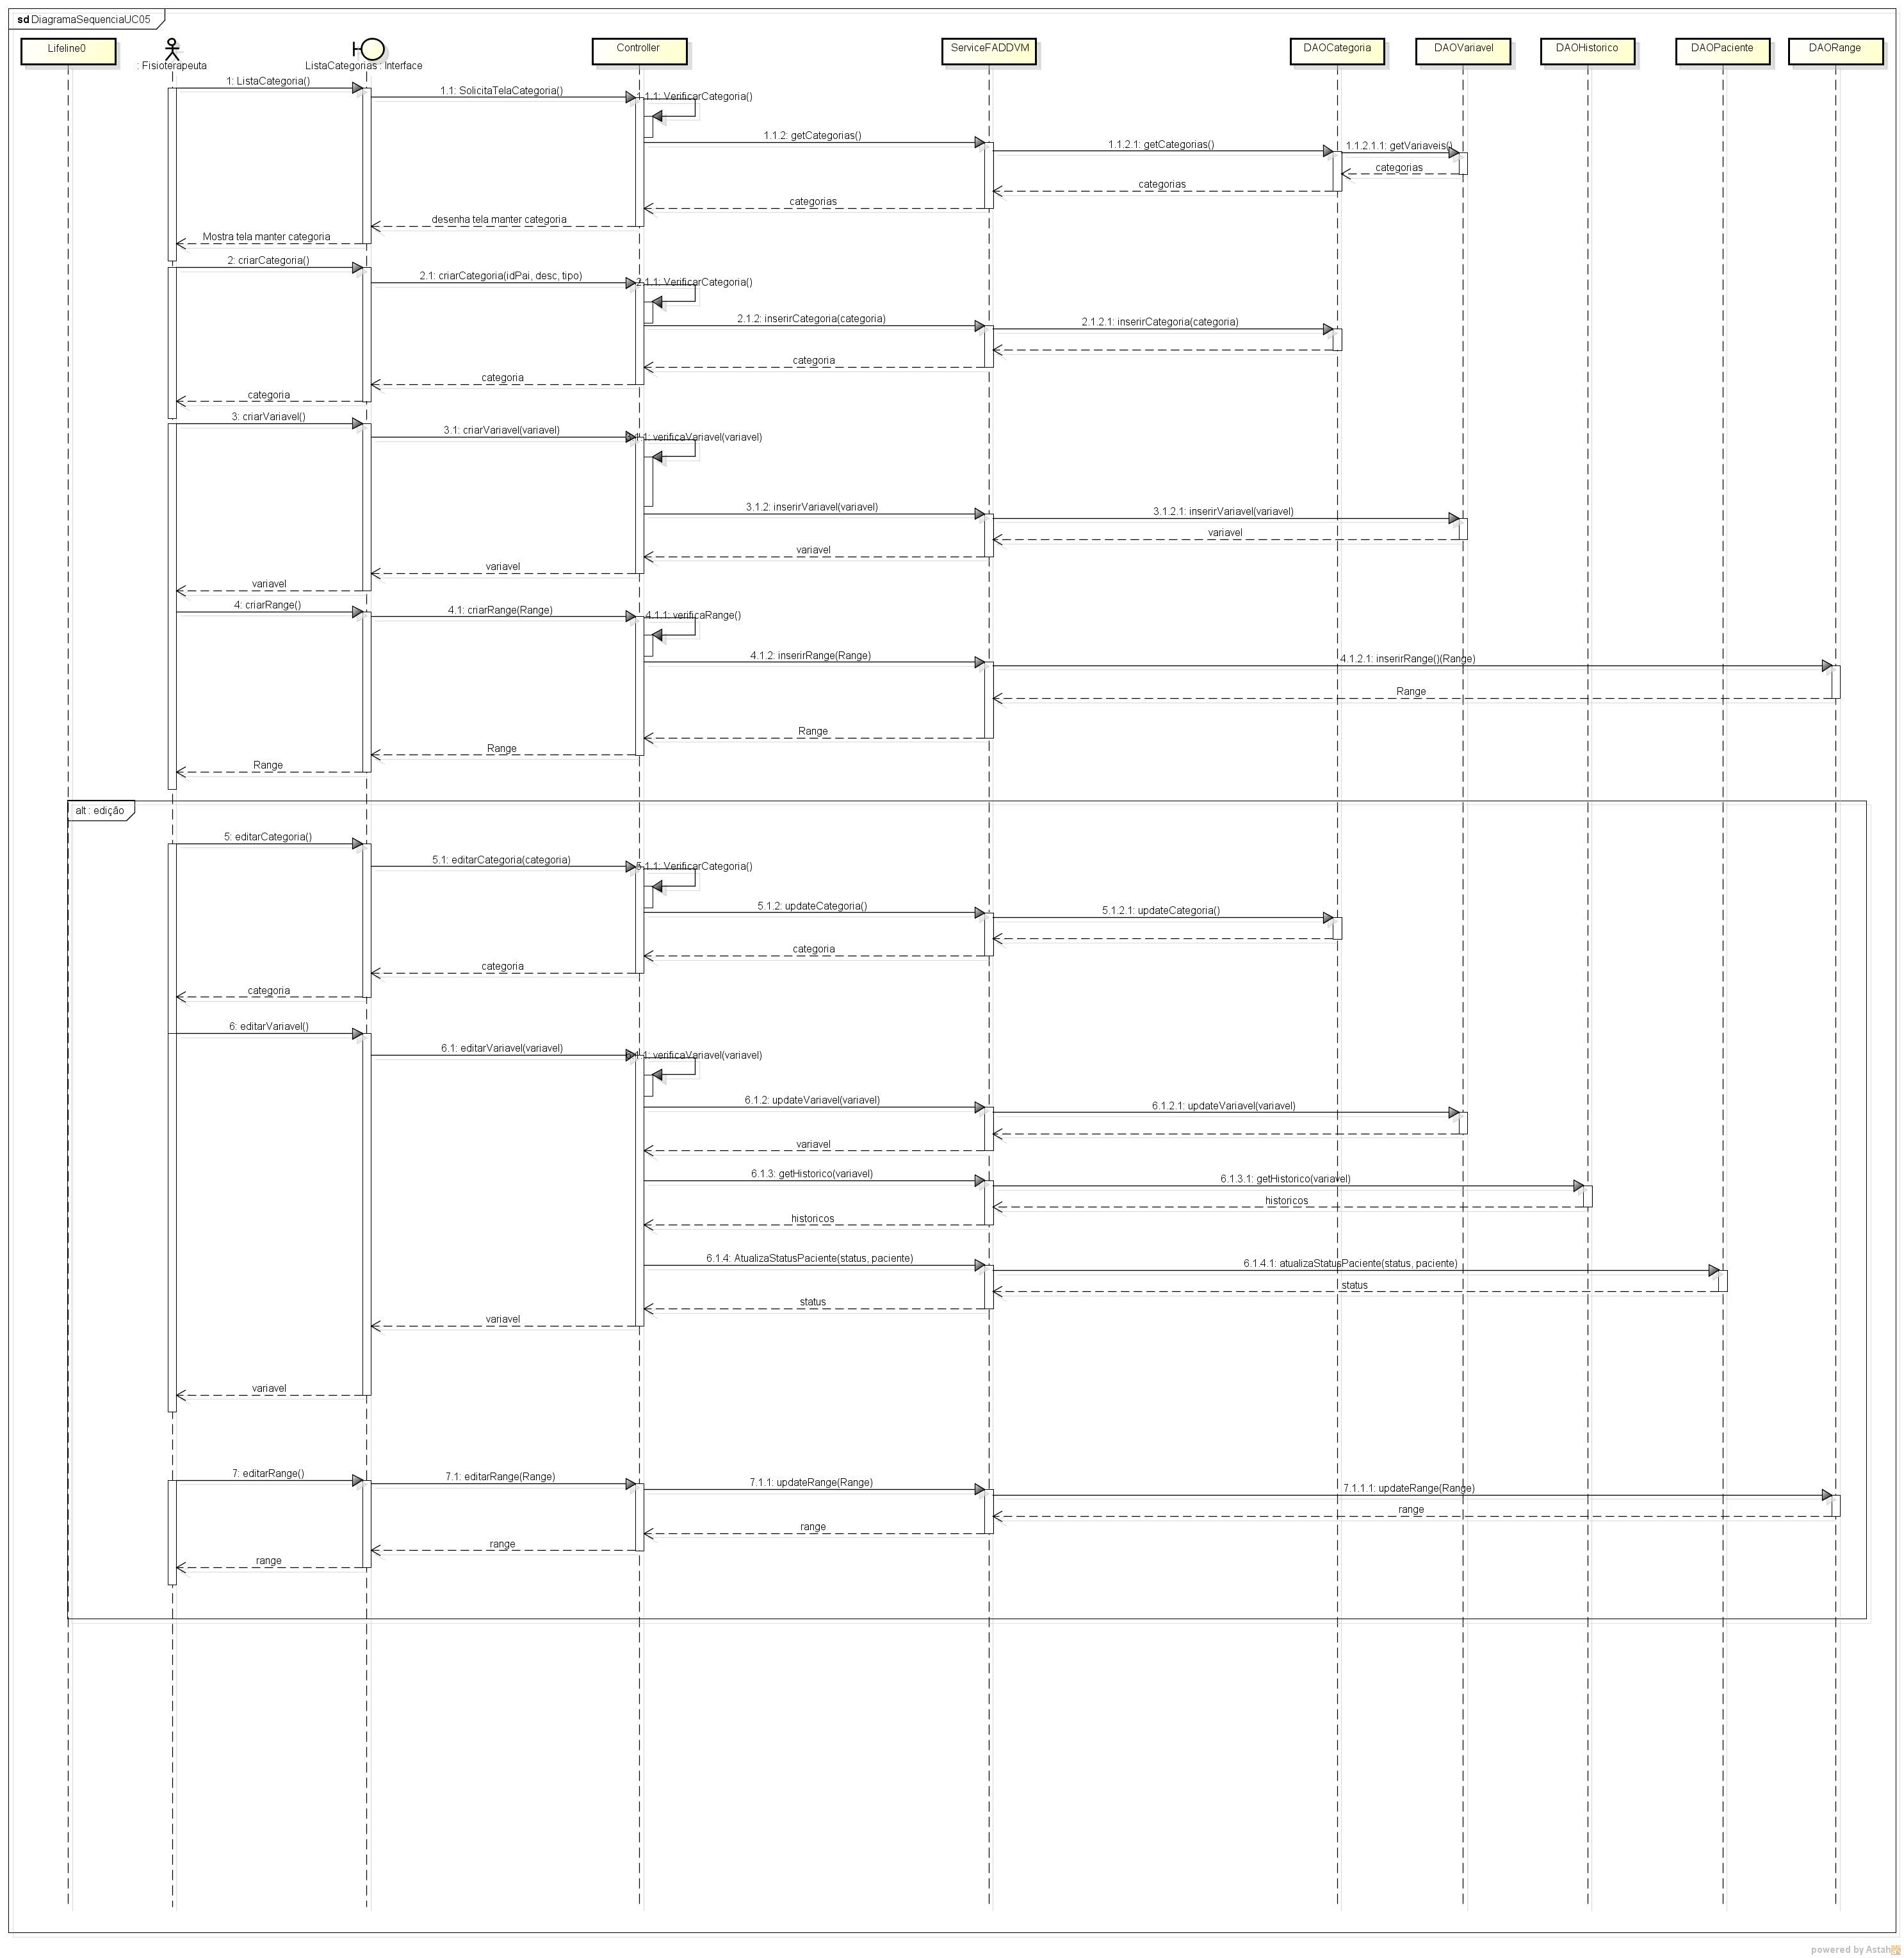 sd DiagramaSequenciaUC05
Lifeline0
: Fisioterapeuta
ListaCategorias : Interface
Controller
ServiceFADDVM
DAOCategoria
DAOVariavel
DAOHistorico
DAOPaciente
DAORange
1: ListaCategoria()
1.1: SolicitaTelaCategoria()
1.1.1: VerificarCategoria()
1.1.2: getCategorias()
1.1.2.1: getCategorias()
1.1.2.1.1: getVariaveis()
categorias
categorias
categorias
desenha tela manter categoria
Mostra tela manter categoria
2: criarCategoria()
2.1: criarCategoria(idPai, desc, tipo)
2.1.1: VerificarCategoria()
2.1.2: inserirCategoria(categoria)
2.1.2.1: inserirCategoria(categoria)
categoria
categoria
categoria
3: criarVariavel()
3.1: criarVariavel(variavel)
verificaVariavel(variavel)
3.1.2: inserirVariavel(variavel)
3.1.2.1: inserirVariavel(variavel)
variavel
variavel
variavel
variavel
4: criarRange()
4.1: criarRange(Range)
4.1.1: verificaRange()
4.1.2: inserirRange(Range)
4.1.2.1: inserirRange()(Range)
Range
Range
Range
Range
alt : edição
5: editarCategoria()
5.1: editarCategoria(categoria)
5.1.1: VerificarCategoria()
5.1.2: updateCategoria()
5.1.2.1: updateCategoria()
categoria
categoria
categoria
6: editarVariavel()
6.1: editarVariavel(variavel)
verificaVariavel(variavel)
6.1.2: updateVariavel(variavel)
6.1.2.1: updateVariavel(variavel)
variavel
6.1.3: getHistorico(variavel)
6.1.3.1: getHistorico(variavel)
historicos
historicos
6.1.4: AtualizaStatusPaciente(status, paciente)
6.1.4.1: atualizaStatusPaciente(status, paciente)
status
status
variavel
variavel
7: editarRange()
7.1: editarRange(Range)
7.1.1: updateRange(Range)
7.1.1.1: updateRange(Range)
range
range
range
range
powered by Astah